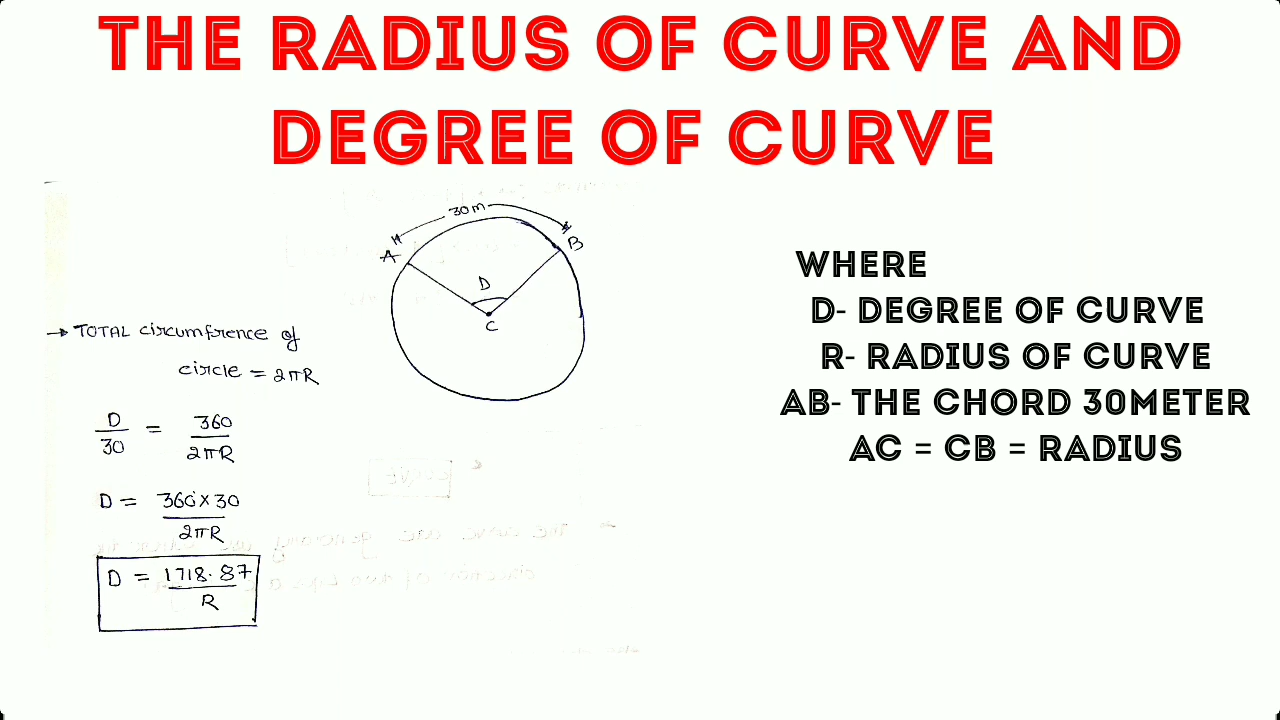 THE RADIUS OF CURVE AND
DEGREE OF CURVE
30m
A
B
D
C
→ TOTAL circumfrence of
circle = 2πR
D/30 = 360/2πR
D = 360×30/2πR
D = 1718.87/R
WHERE
D- DEGREE OF CURVE
R- RADIUS OF CURVE
AB- THE CHORD 30METER
AC = CB = RADIUS